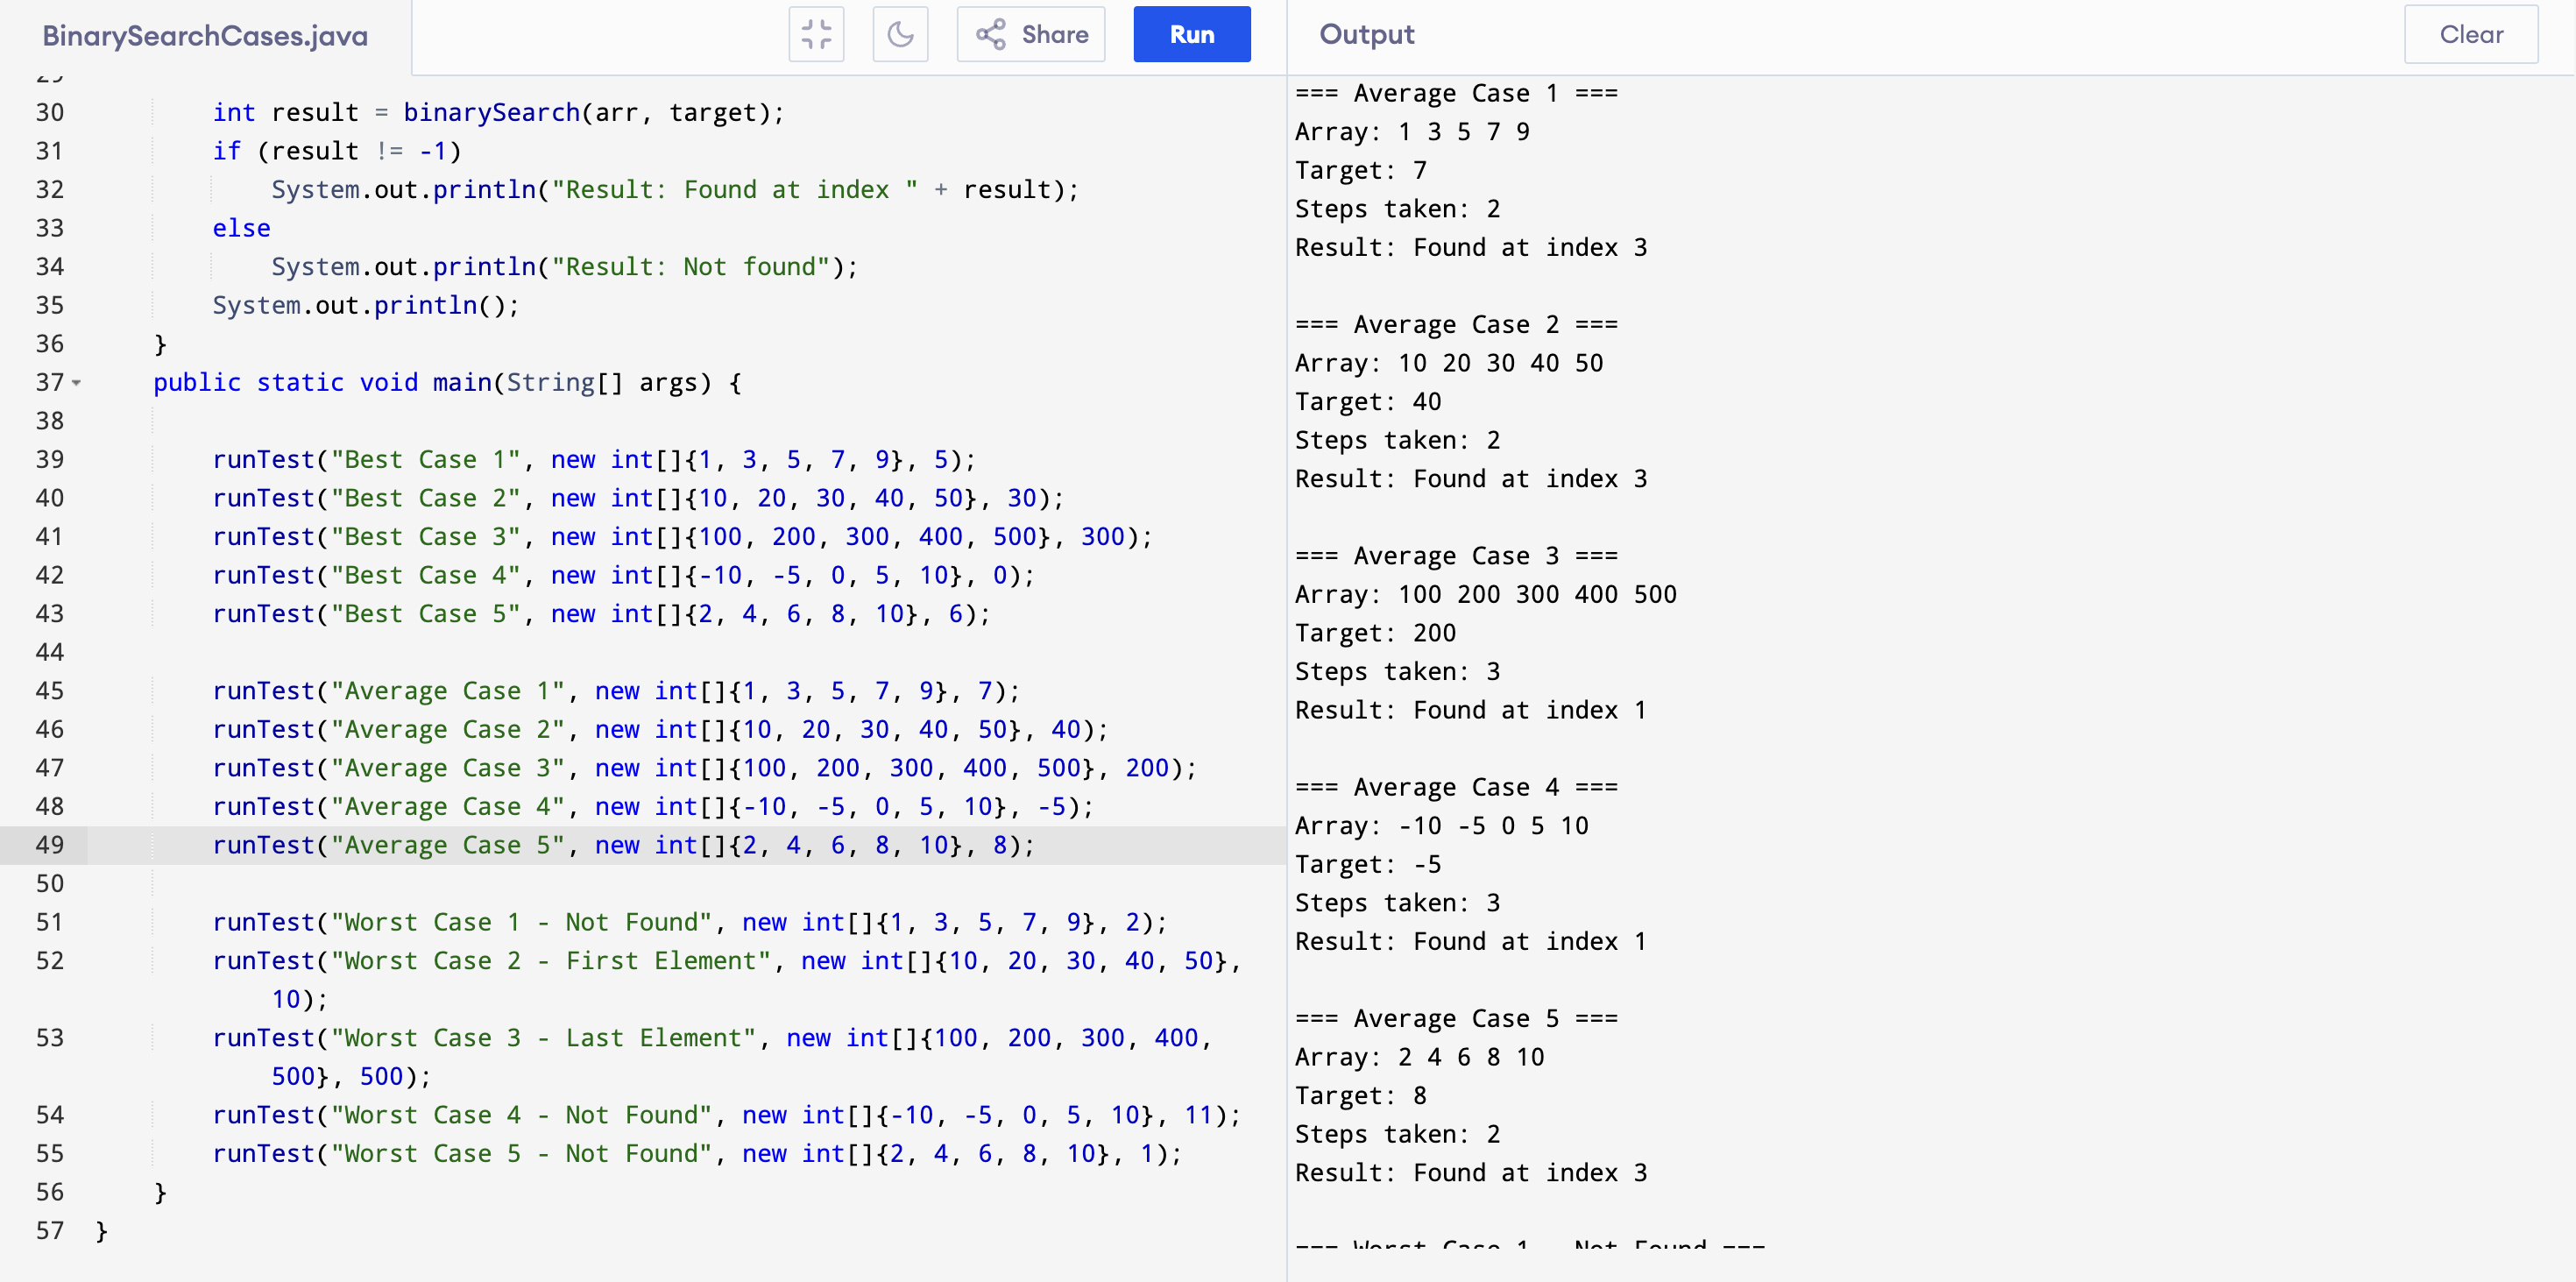 BinarySearchCases.java
Share
Run
29
30 int result = binarySearch(arr, target);
31 if (result != -1)
32 System.out.println("Result: Found at index " + result);
33 else
34 System.out.println("Result: Not found");
35 System.out.println();
36 }
37 public static void main(String[] args) {
38
39 runTest("Best Case 1", new int[]{1, 3, 5, 7, 9}, 5);
40 runTest("Best Case 2", new int[]{10, 20, 30, 40, 50}, 30);
41 runTest("Best Case 3", new int[]{100, 200, 300, 400, 500}, 300);
42 runTest("Best Case 4", new int[]{-10, -5, 0, 5, 10}, 0);
43 runTest("Best Case 5", new int[]{2, 4, 6, 8, 10}, 6);
44
45 runTest("Average Case 1", new int[]{1, 3, 5, 7, 9}, 7);
46 runTest("Average Case 2", new int[]{10, 20, 30, 40, 50}, 40);
47 runTest("Average Case 3", new int[]{100, 200, 300, 400, 500}, 200);
48 runTest("Average Case 4", new int[]{-10, -5, 0, 5, 10}, -5);
49 runTest("Average Case 5", new int[]{2, 4, 6, 8, 10}, 8);
50
51 runTest("Worst Case 1 - Not Found", new int[]{1, 3, 5, 7, 9}, 2);
52 runTest("Worst Case 2 - First Element", new int[]{10, 20, 30, 40, 50},
10);
53 runTest("Worst Case 3 - Last Element", new int[]{100, 200, 300, 400,
500}, 500);
54 runTest("Worst Case 4 - Not Found", new int[]{-10, -5, 0, 5, 10}, 11);
55 runTest("Worst Case 5 - Not Found", new int[]{2, 4, 6, 8, 10}, 1);
56 }
57 }
Output
Clear
=== Average Case 1 ===
Array: 1 3 5 7 9
Target: 7
Steps taken: 2
Result: Found at index 3
=== Average Case 2 ===
Array: 10 20 30 40 50
Target: 40
Steps taken: 2
Result: Found at index 3
=== Average Case 3 ===
Array: 100 200 300 400 500
Target: 200
Steps taken: 3
Result: Found at index 1
=== Average Case 4 ===
Array: -10 -5 0 5 10
Target: -5
Steps taken: 3
Result: Found at index 1
=== Average Case 5 ===
Array: 2 4 6 8 10
Target: 8
Steps taken: 2
Result: Found at index 3
=== Worst Case 1 - Not Found ===